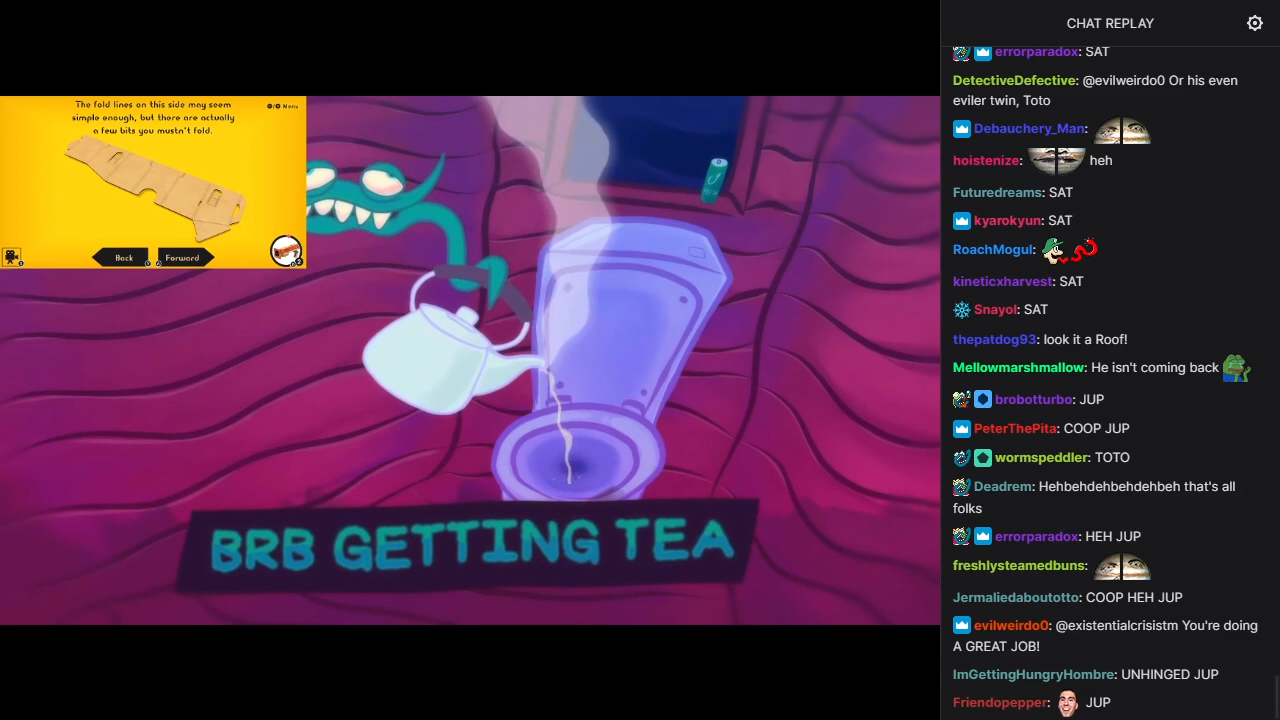 The fold lines on this side may seem
simple enough, but there are actually
a few bits you mustn't fold.
Menu
Back
Forward
BRB GETTING TEA
CHAT REPLAY
errorparadox: SAT
DetectiveDefective: @evilweirdo0 Or his even
eviler twin, Toto
Debauchery_Man:
hoistenize: heh
Futuredreams: SAT
kyarokyun: SAT
RoachMogul:
kineticxharvest: SAT
Snayol: SAT
thepatdog93: look it a Roof!
Mellowmarshmallow: He isn't coming back
brobotturbo: JUP
PeterThePita: COOP JUP
wormspeddler: TOTO
Deadrem: Hehbehdehbehdehbeh that's all
folks
errorparadox: HEH JUP
freshlysteamedbuns:
Jermaliedaboutotto: COOP HEH JUP
evilweirdo0: @existentialcrisistm You're doing
A GREAT JOB!
ImGettingHungryHombre: UNHINGED JUP
Friendopepper: JUP